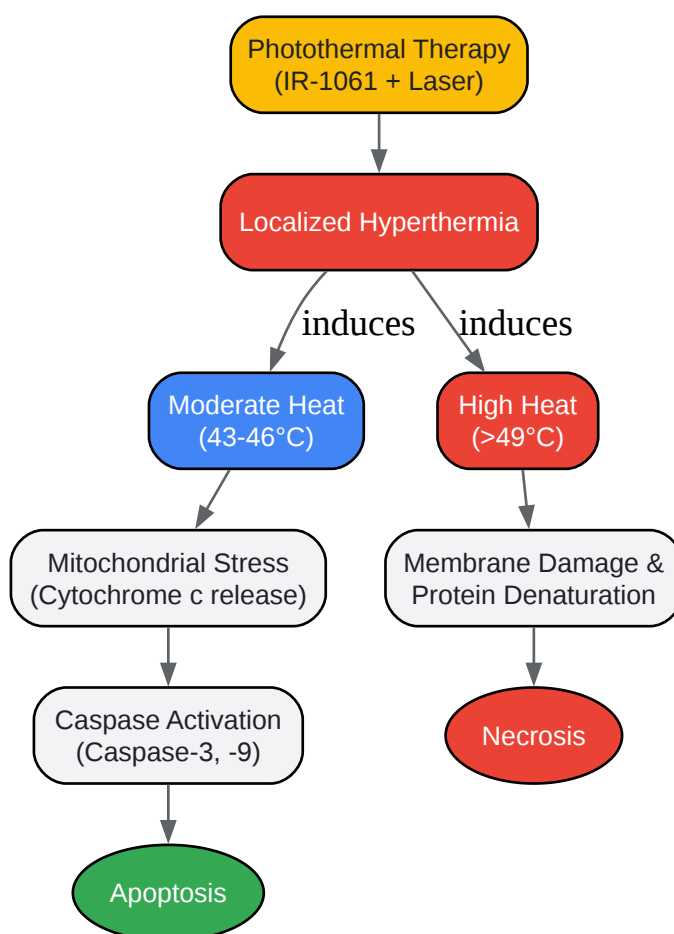 Photothermal Therapy
(IR-1061 + Laser)
Localized Hyperthermia
induces
induces
Moderate Heat
(43-46°C)
High Heat
(>49°C)
Mitochondrial Stress
(Cytochrome c release)
Membrane Damage &
Protein Denaturation
Caspase Activation
(Caspase-3, -9)
Necrosis
Apoptosis